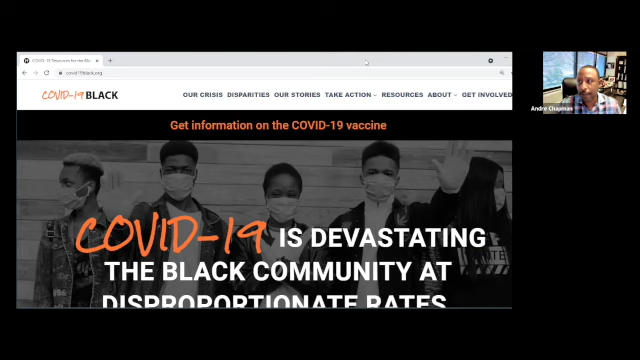 COVID-19 Resources for the Bla
covid19black.org
COVID-19 BLACK
OUR CRISIS DISPARITIES OUR STORIES TAKE ACTION RESOURCES ABOUT GET INVOLVED
Get information on the COVID-19 vaccine
COVID-19 IS DEVASTATING
THE BLACK COMMUNITY AT
DISPROPORTIONATE RATES
Andre Chapman